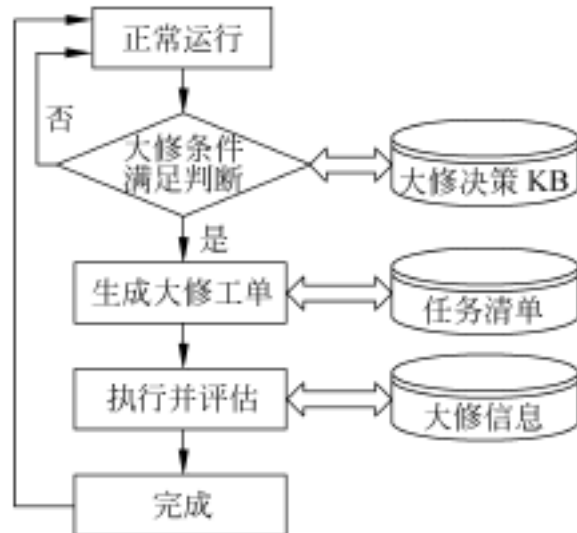 正常运行
否
大修条件
满足判断
大修决策 KB
是
生成大修工单
任务清单
执行并评估
大修信息
完成